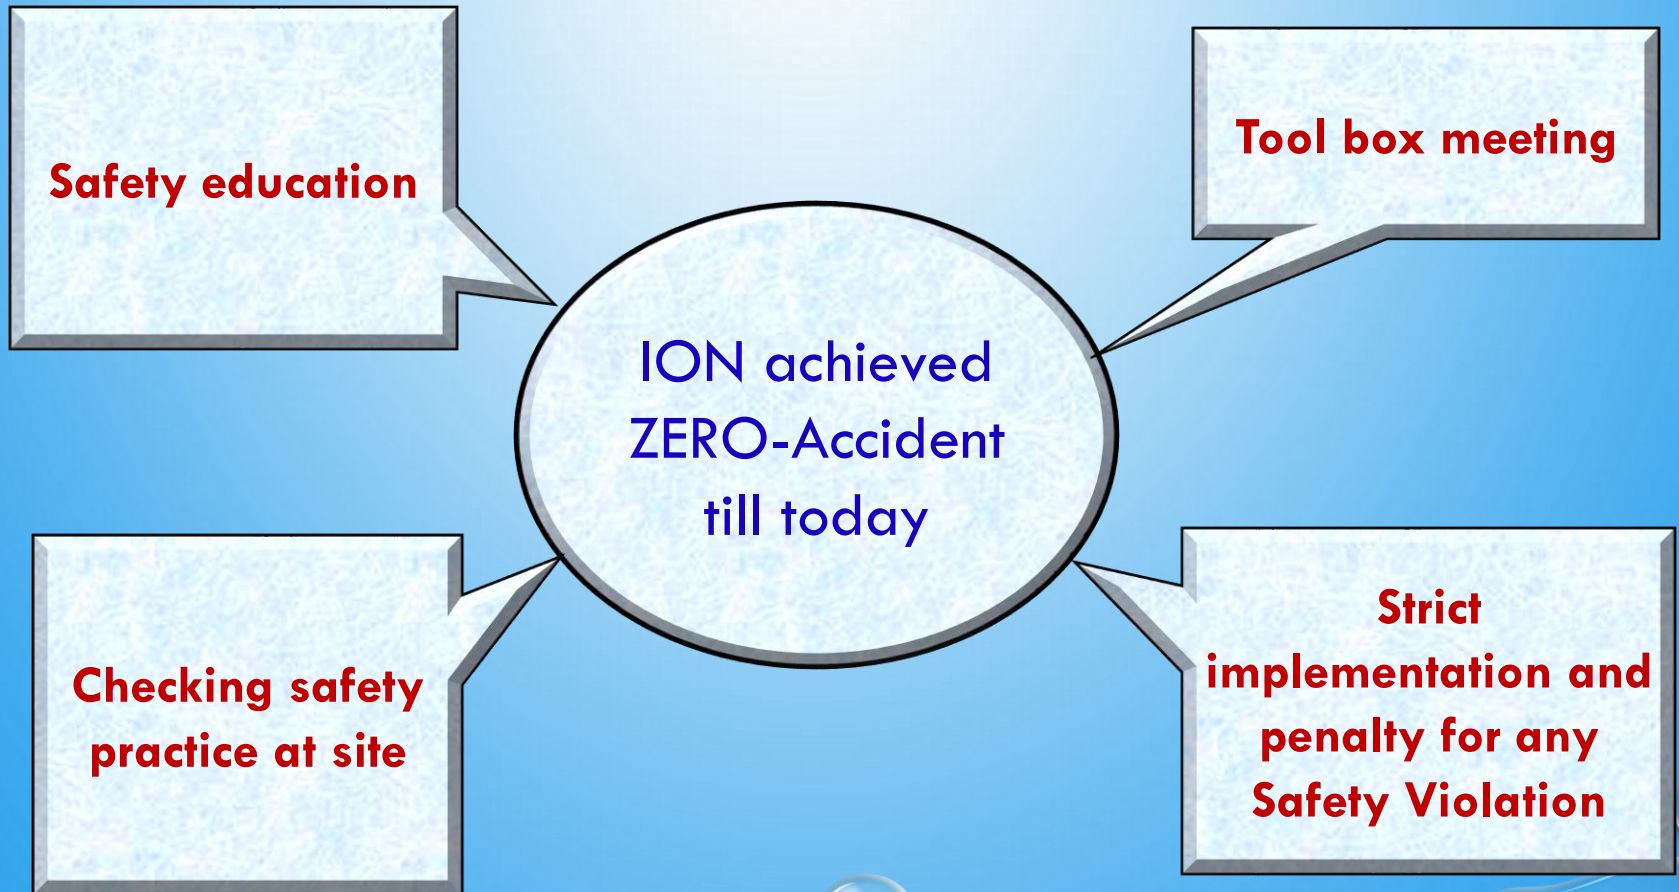 Safety education
Tool box meeting
ION achieved
ZERO-Accident
till today
Checking safety
practice at site
Strict
implementation and
penalty for any
Safety Violation